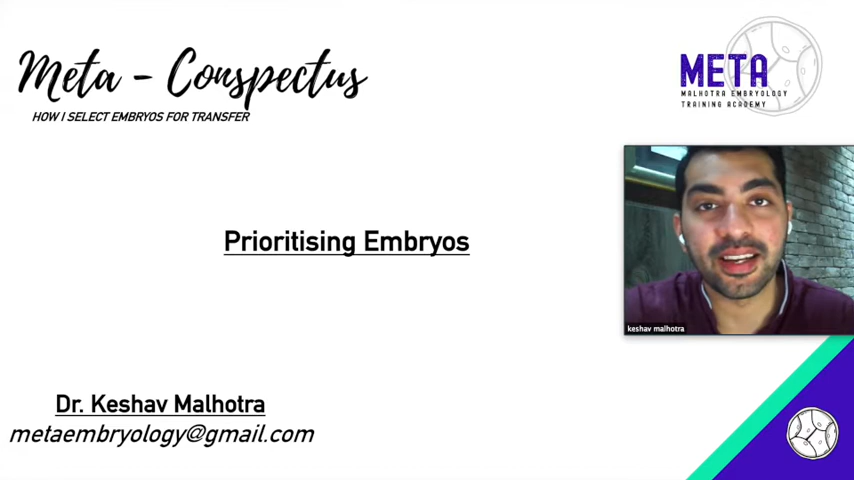 Meta - Conspectus
HOW I SELECT EMBRYOS FOR TRANSFER
META
MALHOTRA EMBRYOLOGY
TRAINING ACADEMY
Prioritising Embryos
keshav malhotra
Dr. Keshav Malhotra
metaembryology@gmail.com